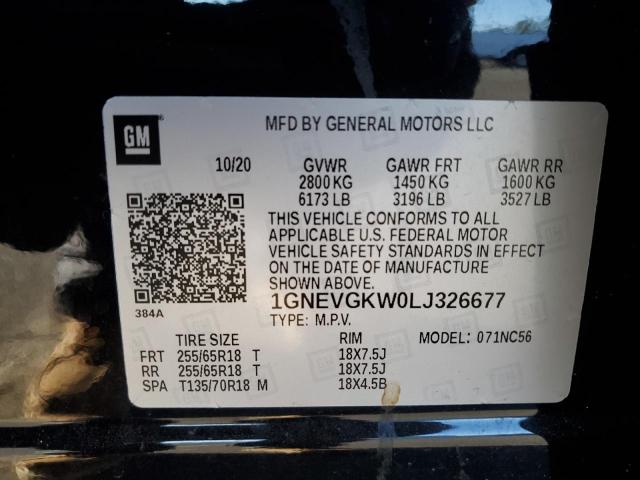 GM
MFD BY GENERAL MOTORS LLC
10/20 GVWR GAWR FRT GAWR RR
2800 KG 1450 KG 1600 KG
6173 LB 3196 LB 3527 LB
THIS VEHICLE CONFORMS TO ALL
APPLICABLE U.S. FEDERAL MOTOR
VEHICLE SAFETY STANDARDS IN EFFECT
ON THE DATE OF MANUFACTURE
SHOWN ABOVE.
384A
1GNEVGKW0LJ326677
TYPE: M.P.V. MODEL: 071NC56
TIRE SIZE RIM
FRT 255/65R18 T 18X7.5J
RR 255/65R18 T 18X7.5J
SPA T135/70R18 M 18X4.5B